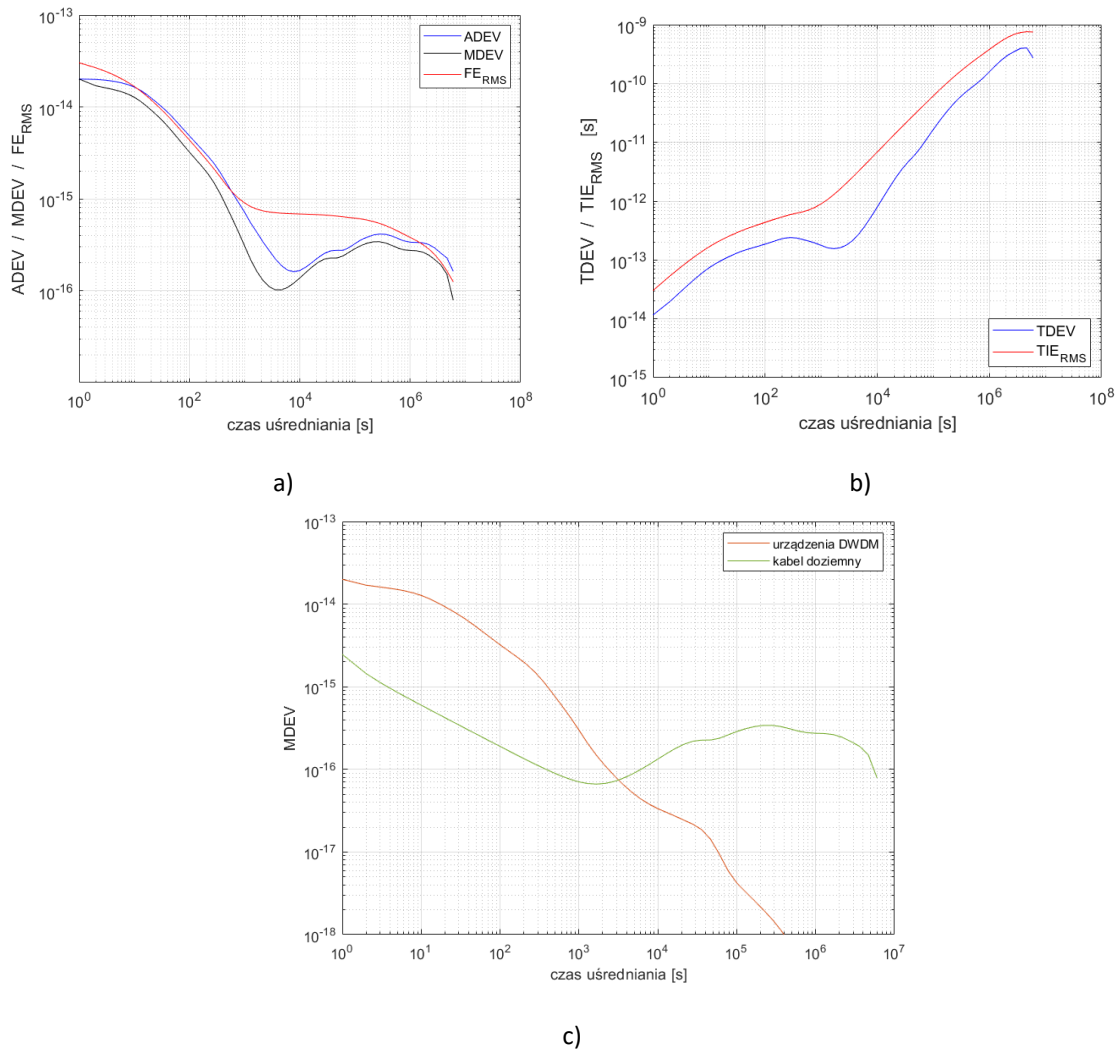 10^-13
10^-14
10^-15
10^-16
ADEV / MDEV / FE_RMS
ADEV
MDEV
FE_RMS
10^0 10^2 10^4 10^6 10^8
czas uśredniania [s]
a)
10^-9
10^-10
10^-11
10^-12
10^-13
10^-14
10^-15
TDEV / TIE_RMS [s]
TDEV
TIE_RMS
10^0 10^2 10^4 10^6 10^8
czas uśredniania [s]
b)
10^-13
10^-14
10^-15
10^-16
10^-17
10^-18
MDEV
urządzenia DWDM
kabel doziemny
10^0 10^1 10^2 10^3 10^4 10^5 10^6 10^7
czas uśredniania [s]
c)